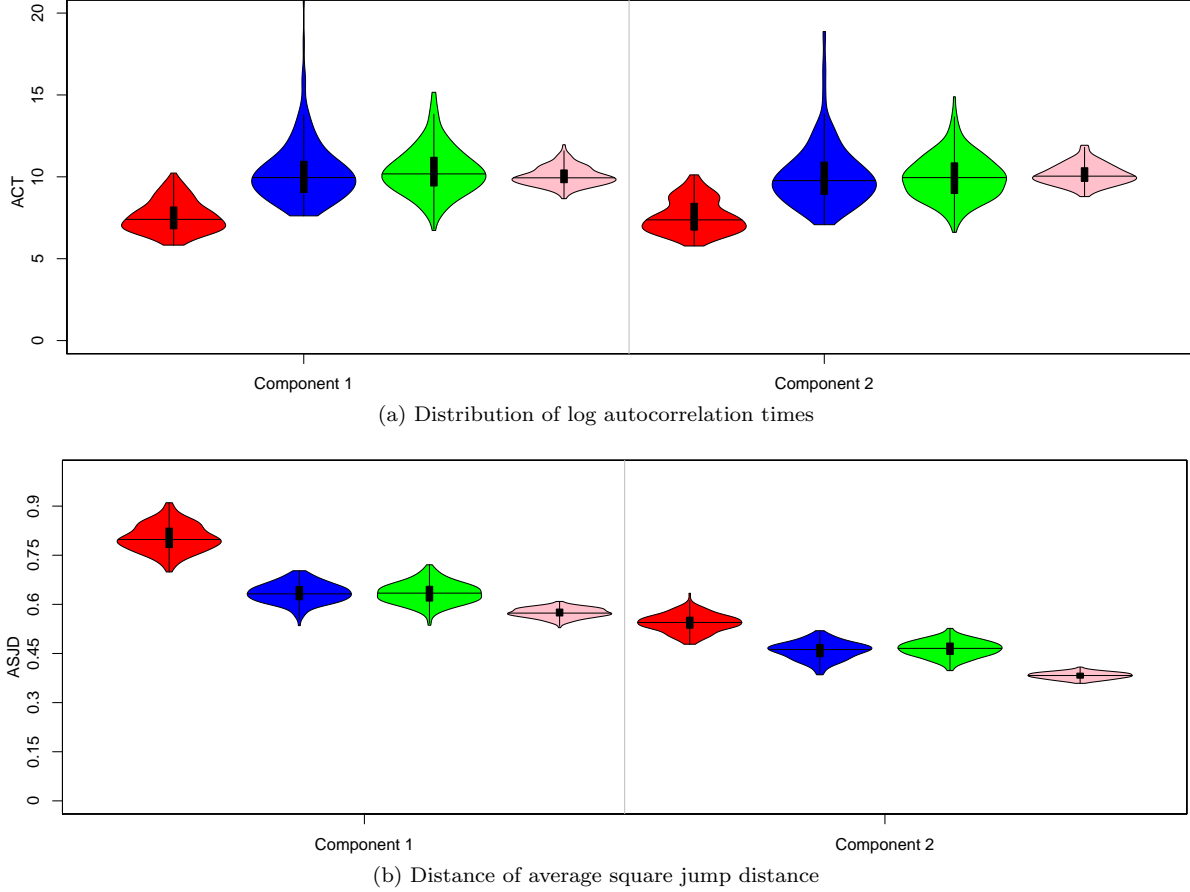 20
15
10
5
0
ACT
Component 1
Component 2
(a) Distribution of log autocorrelation times
0.9
0.75
0.6
0.45
0.3
0.15
0
ASJD
Component 1
Component 2
(b) Distance of average square jump distance